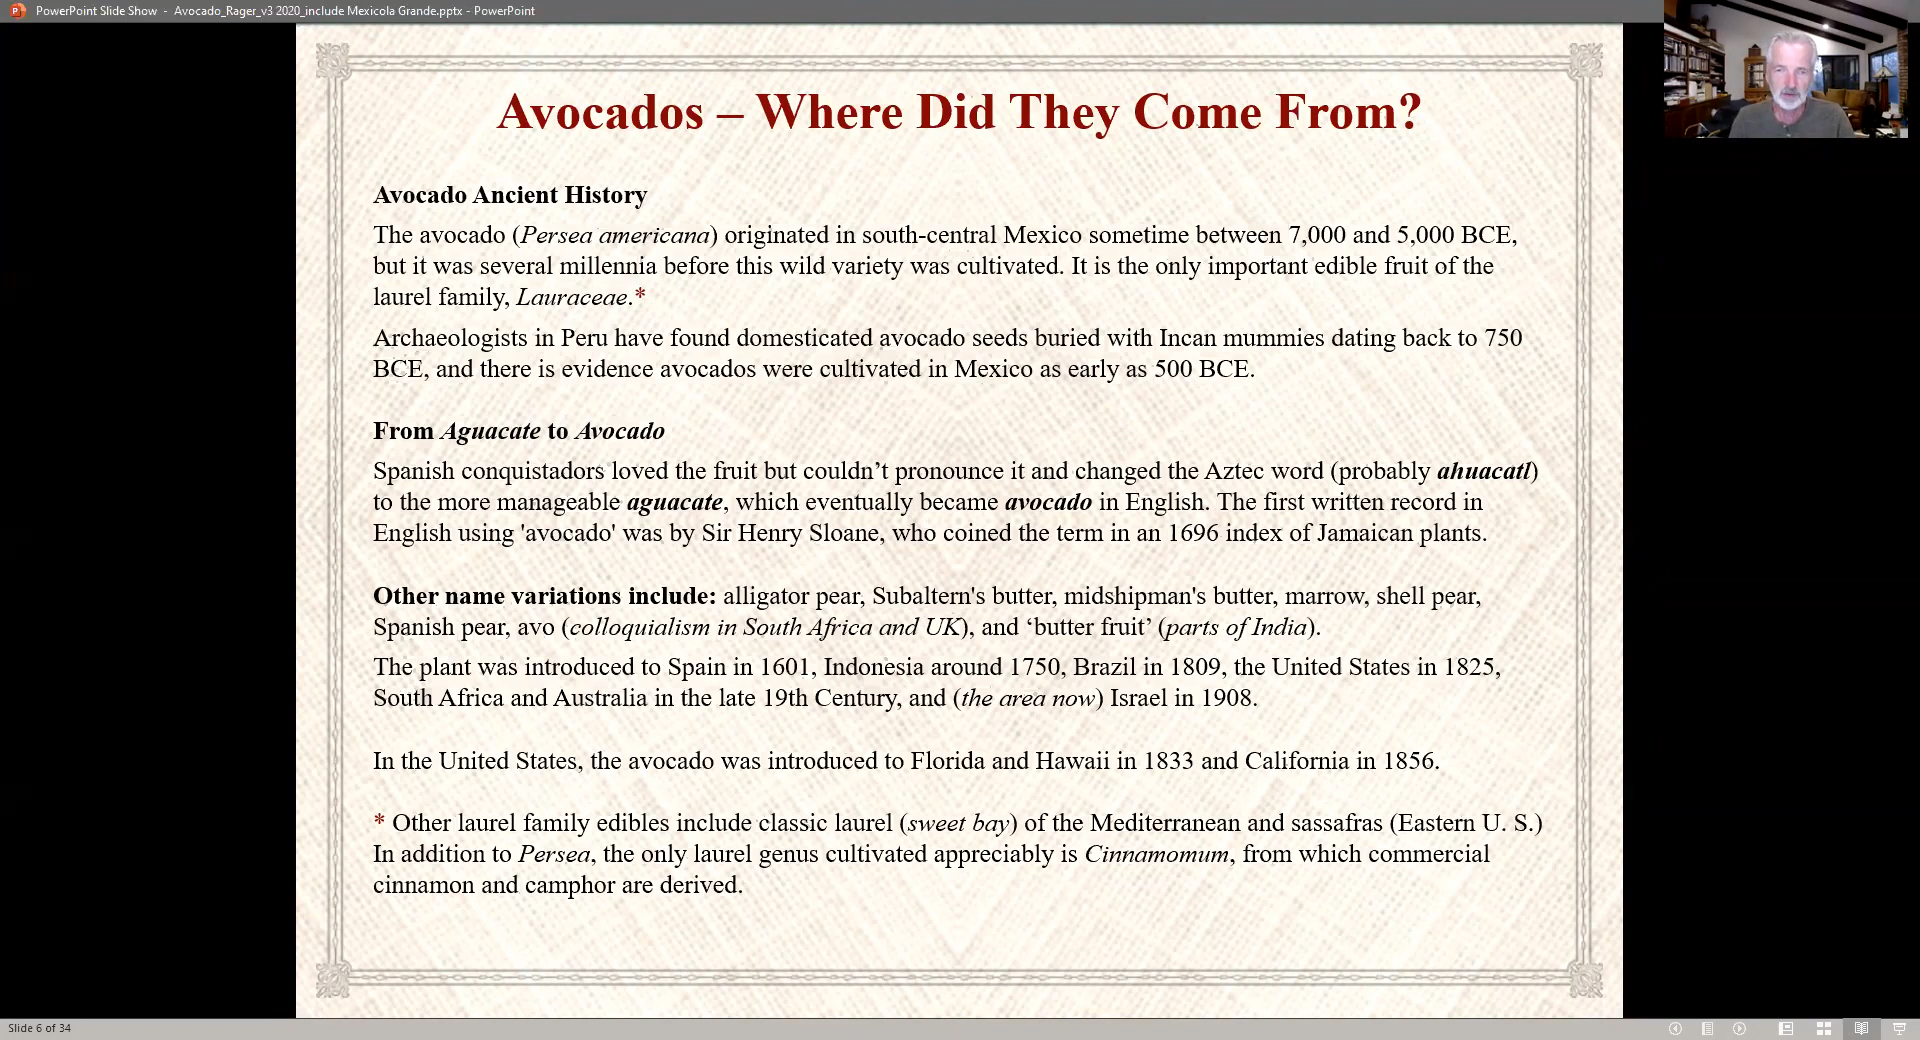 PowerPoint Slide Show - Avocado_Rager_v3 2020_include Mexicola Grande.pptx - PowerPoint
Avocados – Where Did They Come From?
Avocado Ancient History
The avocado (Persea americana) originated in south-central Mexico sometime between 7,000 and 5,000 BCE,
but it was several millennia before this wild variety was cultivated. It is the only important edible fruit of the
laurel family, Lauraceae.*
Archaeologists in Peru have found domesticated avocado seeds buried with Incan mummies dating back to 750
BCE, and there is evidence avocados were cultivated in Mexico as early as 500 BCE.
From Aguacate to Avocado
Spanish conquistadors loved the fruit but couldn’t pronounce it and changed the Aztec word (probably ahuacatl)
to the more manageable aguacate, which eventually became avocado in English. The first written record in
English using 'avocado' was by Sir Henry Sloane, who coined the term in an 1696 index of Jamaican plants.
Other name variations include: alligator pear, Subaltern's butter, midshipman's butter, marrow, shell pear,
Spanish pear, avo (colloquialism in South Africa and UK), and ‘butter fruit’ (parts of India).
The plant was introduced to Spain in 1601, Indonesia around 1750, Brazil in 1809, the United States in 1825,
South Africa and Australia in the late 19th Century, and (the area now) Israel in 1908.
In the United States, the avocado was introduced to Florida and Hawaii in 1833 and California in 1856.
* Other laurel family edibles include classic laurel (sweet bay) of the Mediterranean and sassafras (Eastern U. S.)
In addition to Persea, the only laurel genus cultivated appreciably is Cinnamomum, from which commercial
cinnamon and camphor are derived.
Slide 6 of 34